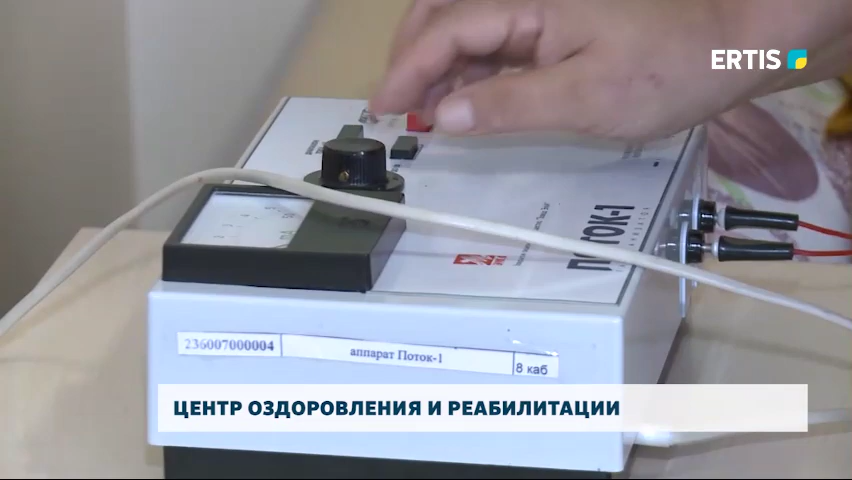 ERTIS
ПОТОК-1
236007000004 аппарат Поток-1 8 каб
ЦЕНТР ОЗДОРОВЛЕНИЯ И РЕАБИЛИТАЦИИ